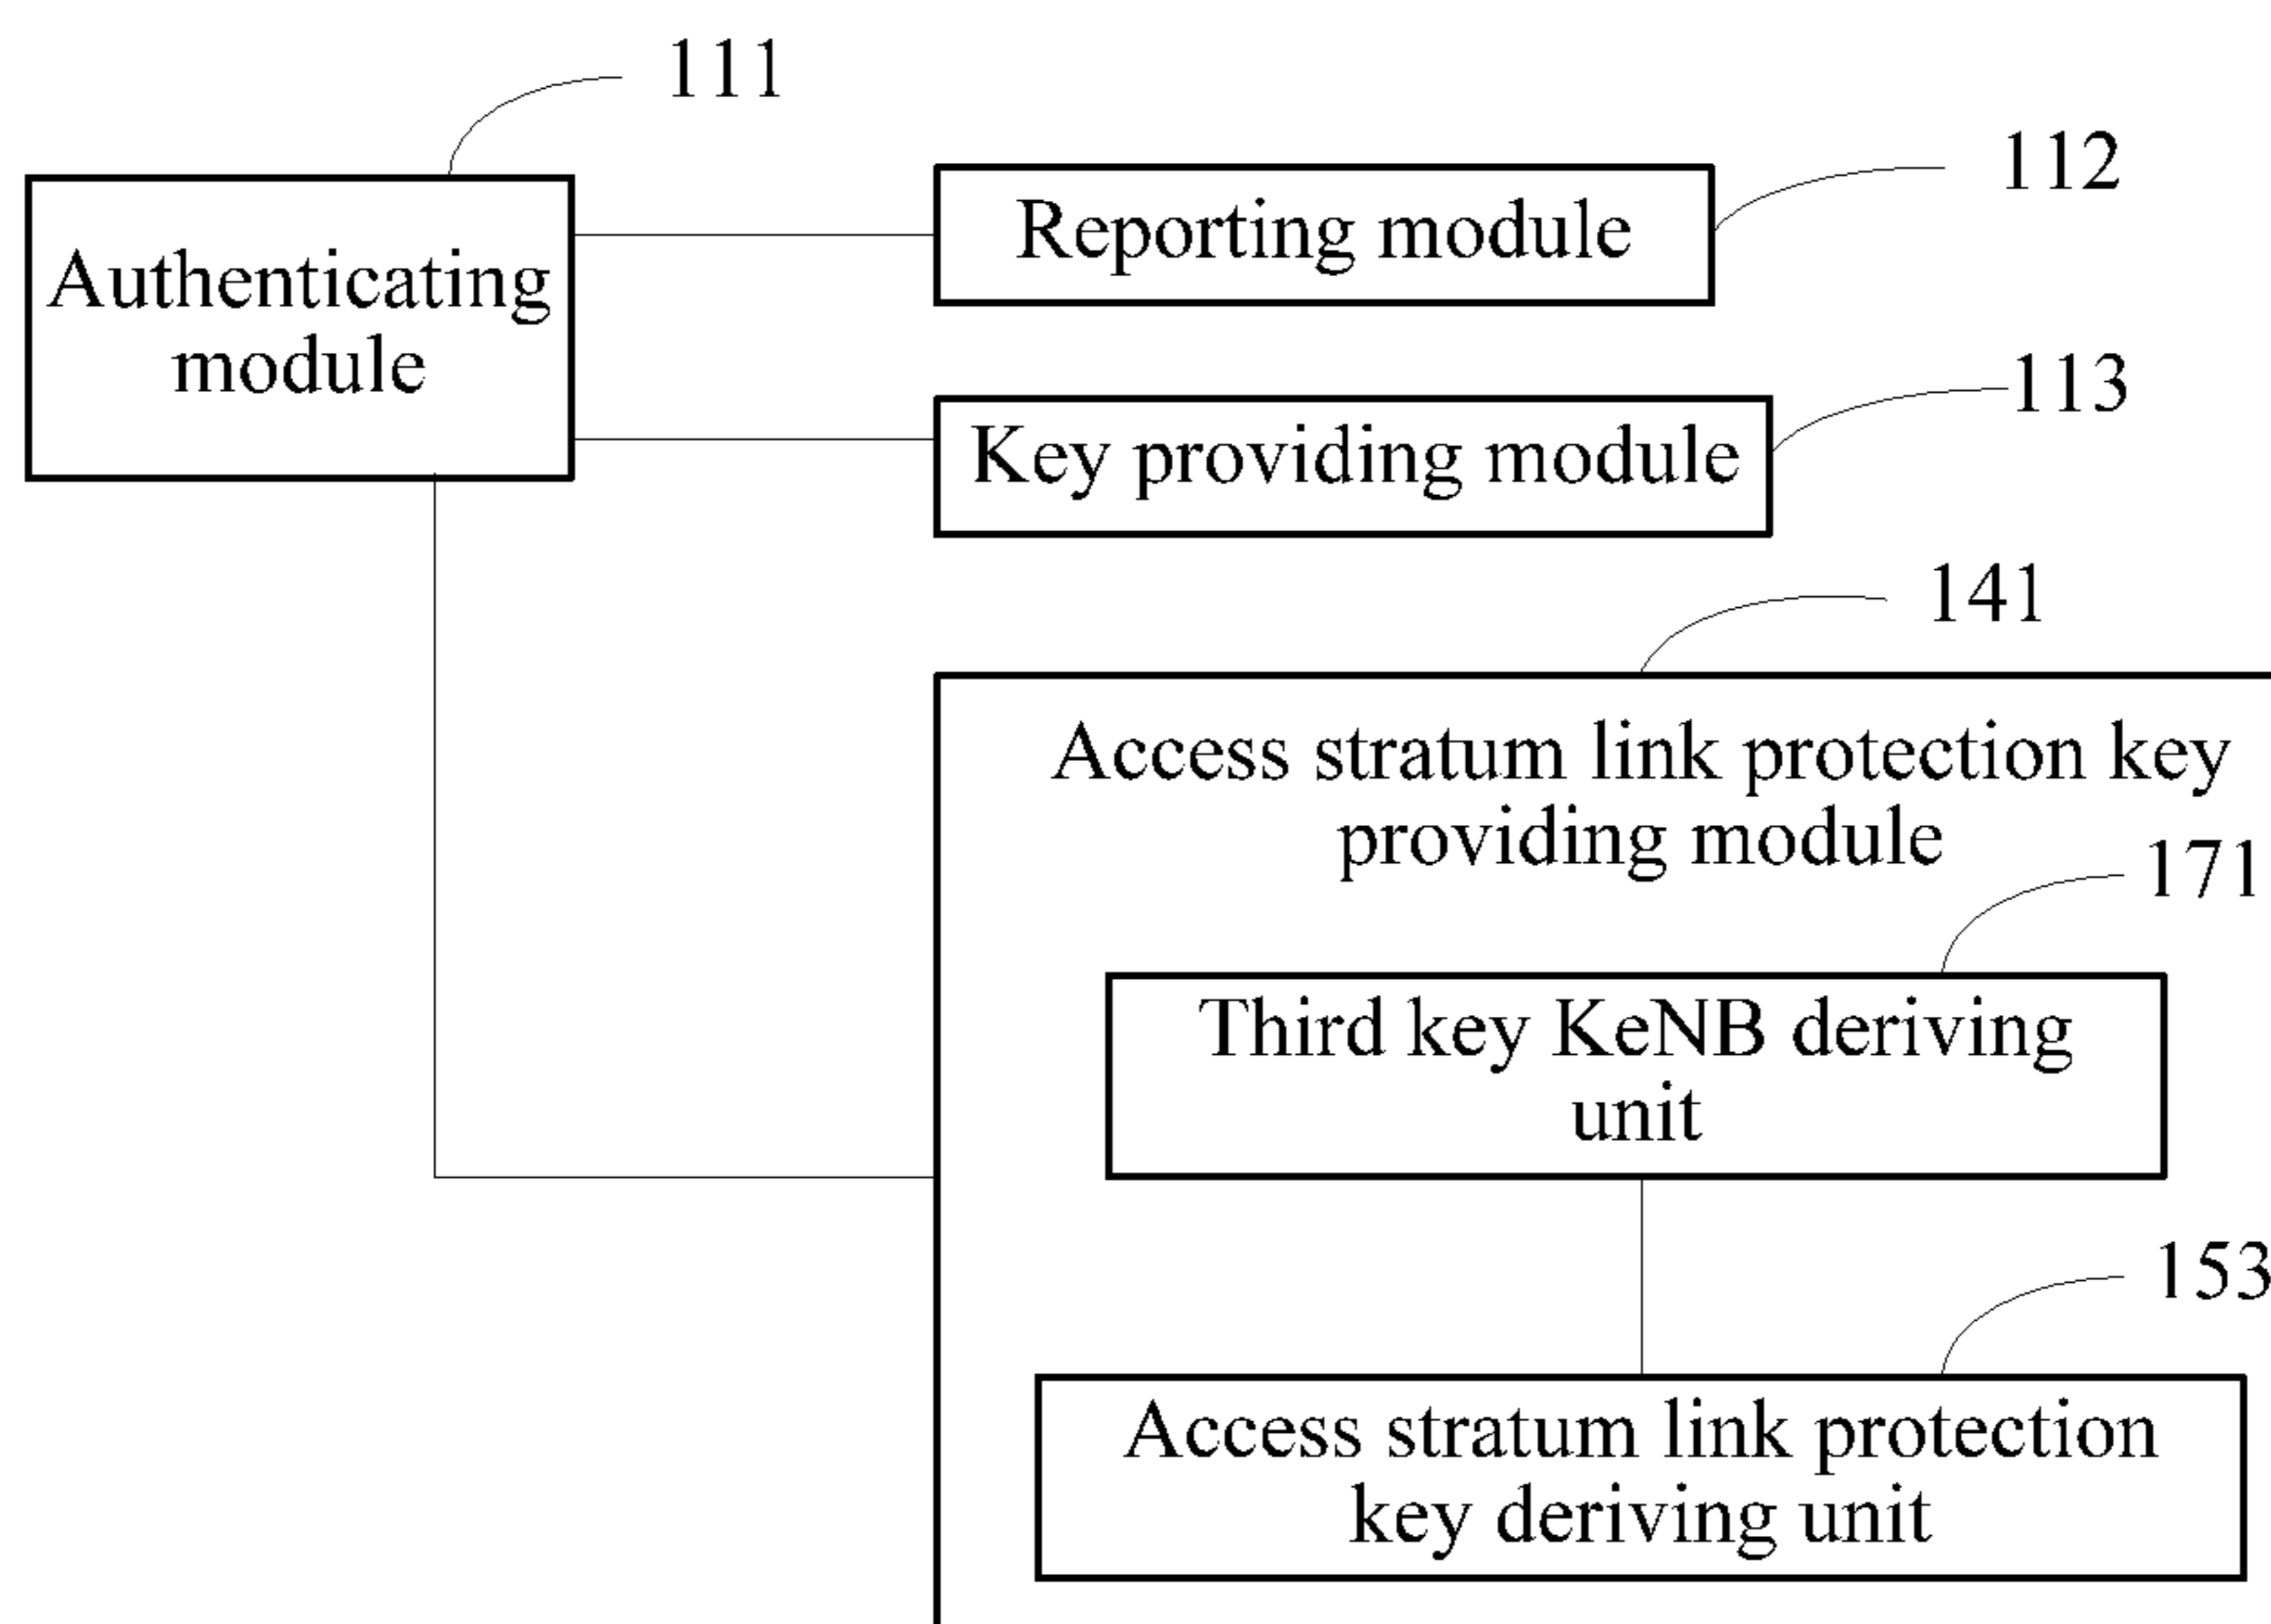 111
112
Reporting module
Authenticating
module
113
Key providing module
141
Access stratum link protection key
providing module
171
Third key KeNB deriving
unit
153
Access stratum link protection
key deriving unit